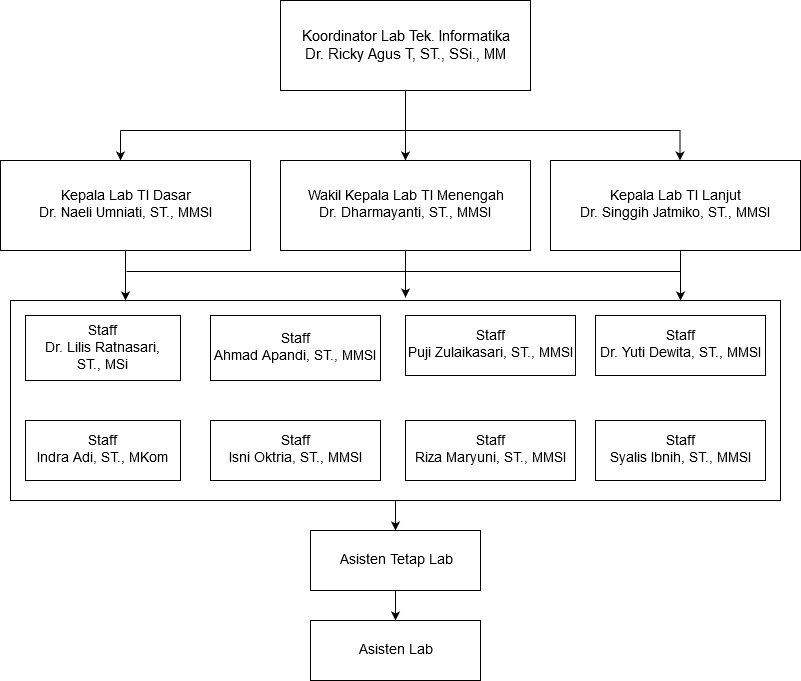 Koordinator Lab Tek. Informatika
Dr. Ricky Agus T, ST., SSi., MM
Kepala Lab TI Dasar
Dr. Naeli Umniati, ST., MMSI
Wakil Kepala Lab TI Menengah
Dr. Dharmayanti, ST., MMSI
Kepala Lab TI Lanjut
Dr. Singgih Jatmiko, ST., MMSI
Staff
Dr. Lilis Ratnasari,
ST., MSi
Staff
Ahmad Apandi, ST., MMSI
Staff
Puji Zulaikasari, ST., MMSI
Staff
Dr. Yuti Dewita, ST., MMSI
Staff
Indra Adi, ST., MKom
Staff
Isni Oktria, ST., MMSI
Staff
Riza Maryuni, ST., MMSI
Staff
Syalis Ibnih, ST., MMSI
Asisten Tetap Lab
Asisten Lab